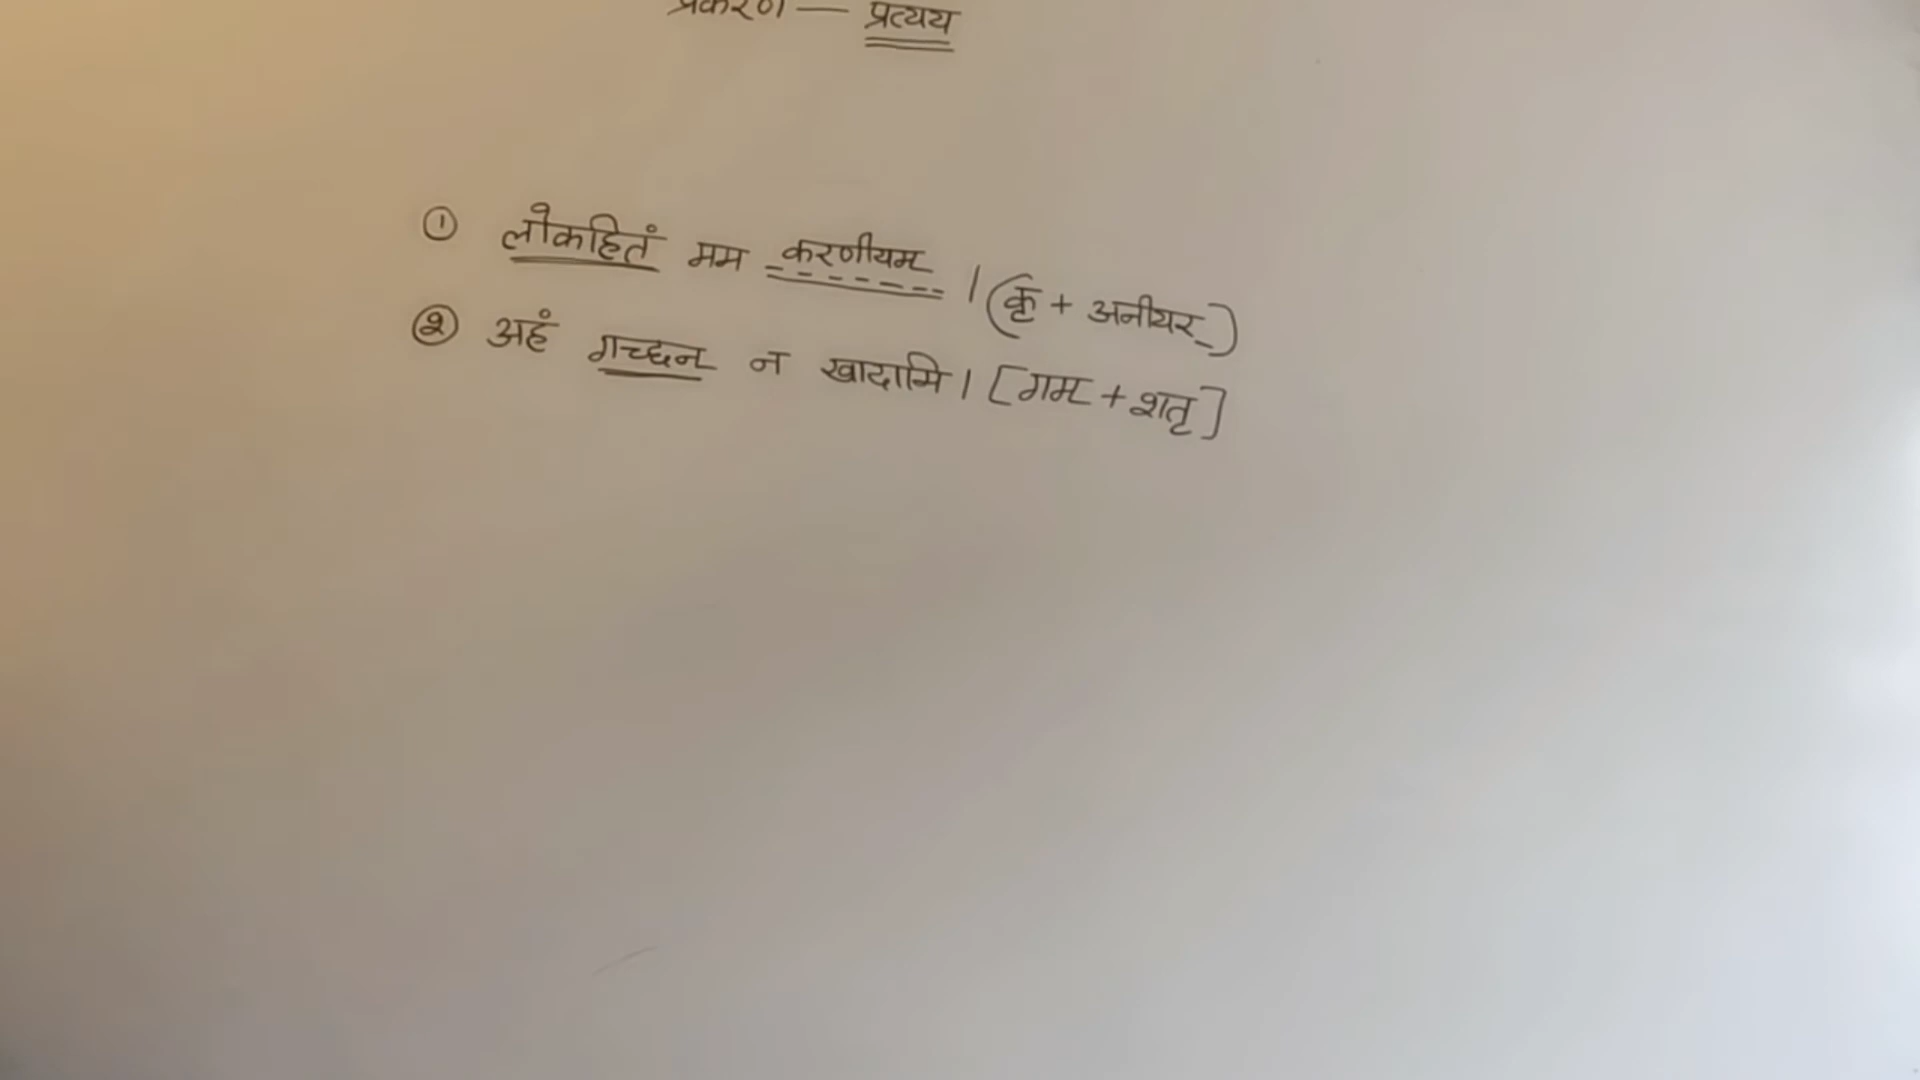 प्रकरण — प्रत्यय
① लोकहितं मम करणीयम् । (कृ + अनीयर्)
② अहं गच्छन् न खादामि । [गम् + शतृ]